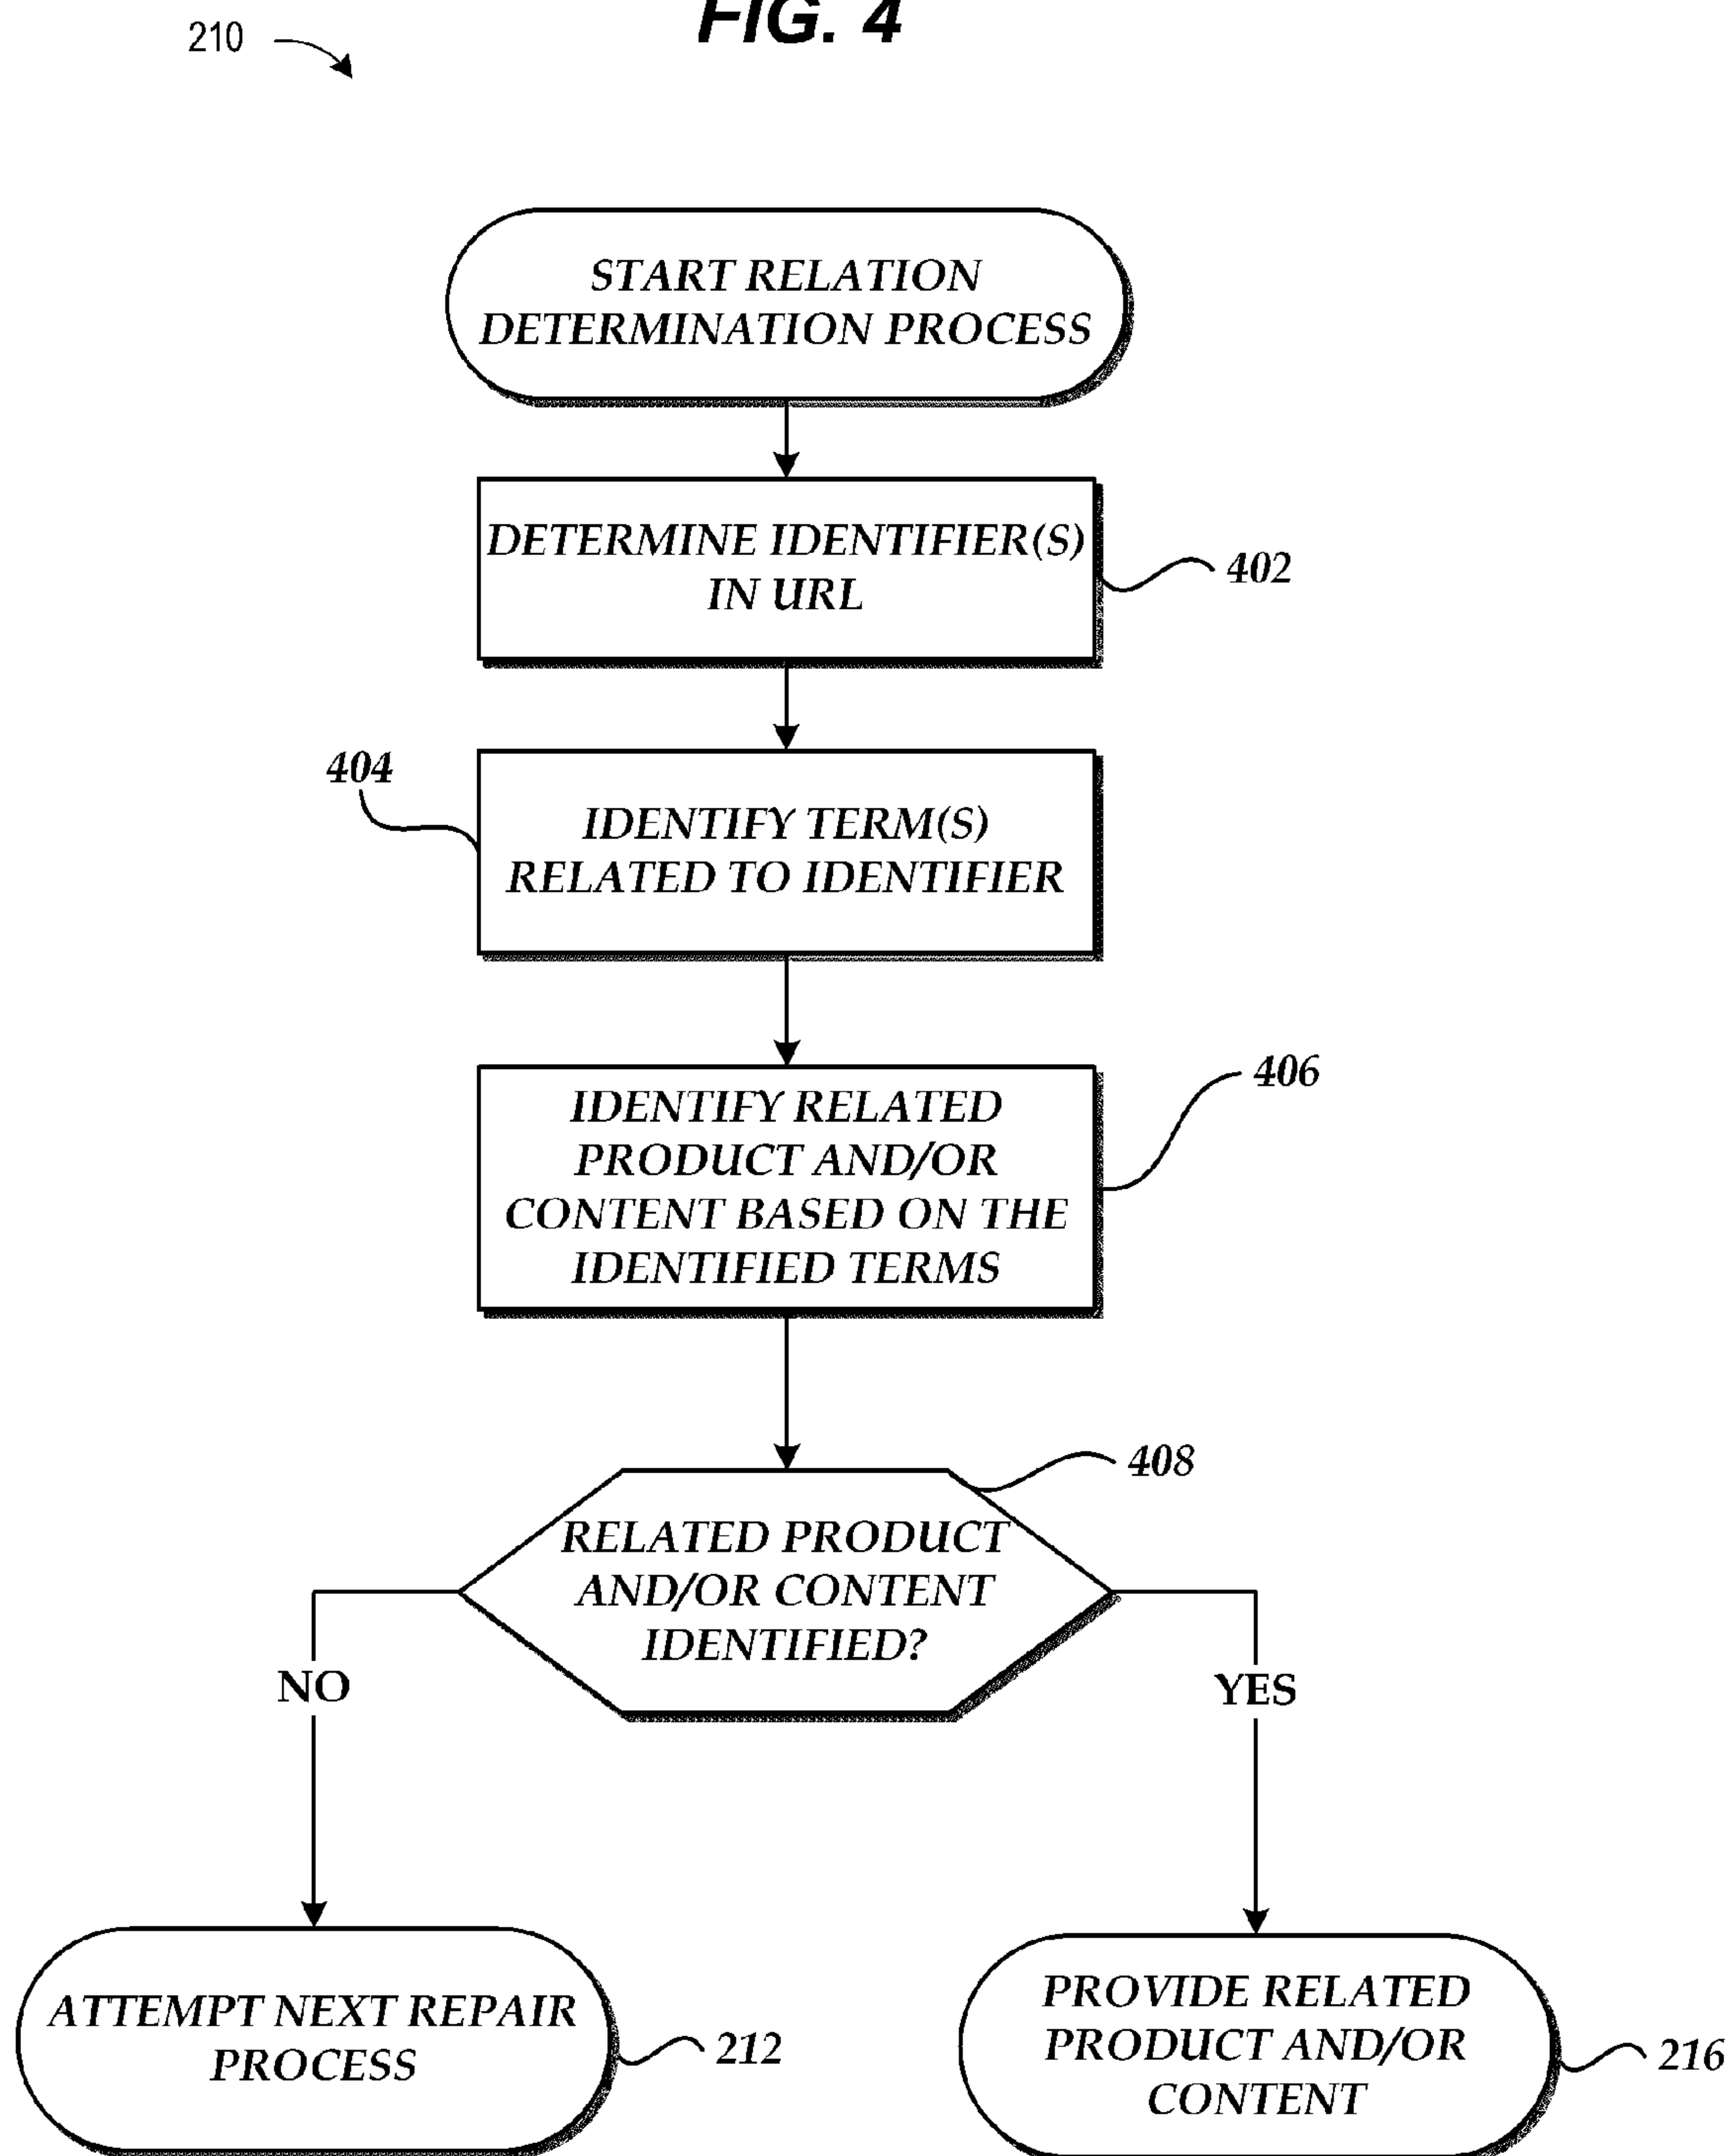 FIG. 4
210
START RELATION
DETERMINATION PROCESS
DETERMINE IDENTIFIER(S)
IN URL
402
404
IDENTIFY TERM(S)
RELATED TO IDENTIFIER
406
IDENTIFY RELATED
PRODUCT AND/OR
CONTENT BASED ON THE
IDENTIFIED TERMS
408
RELATED PRODUCT
AND/OR CONTENT
IDENTIFIED?
NO
YES
ATTEMPT NEXT REPAIR
PROCESS
212
PROVIDE RELATED
PRODUCT AND/OR
CONTENT
216